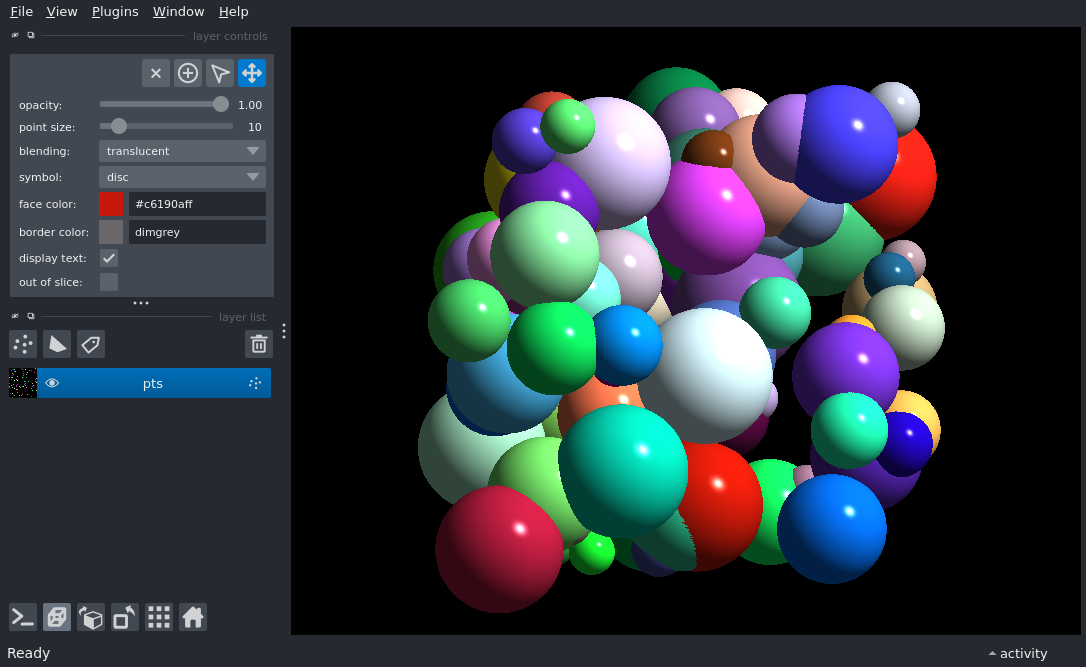 File View Plugins Window Help
layer controls
opacity: 1.00
point size: 10
blending: translucent
symbol: disc
face color: #c6190aff
border color: dimgrey
display text:
out of slice:
layer list
pts
Ready activity